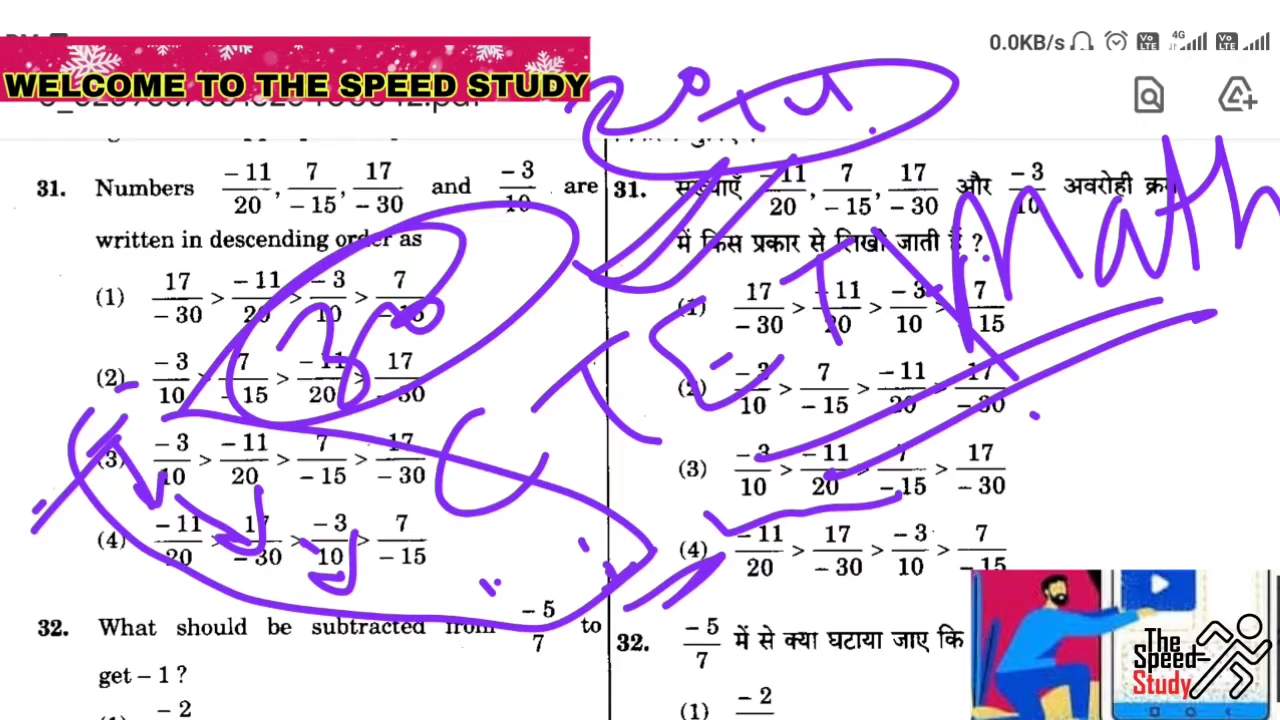 0.0KB/s
4G
Vo LTE
WELCOME TO THE SPEED STUDY
31. Numbers -11/20, 7/-15, 17/-30 and -3/10 are
written in descending order as
(1) 17/-30 > -11/20 > -3/10 > 7/-15
(2) -3/10 > 7/-15 > -11/20 > 17/-30
(3) -3/10 > -11/20 > 7/-15 > 17/-30
(4) -11/20 > 17/-30 > -3/10 > 7/-15
32. What should be subtracted from -5/7 to
get – 1 ?
(1) -2
31. संख्याएँ -11/20, 7/-15, 17/-30 और -3/10 अवरोही क्रम
में किस प्रकार से लिखी जाती हैं ?
(1) 17/-30 > -11/20 > -3/10 > 7/-15
(2) -3/10 > 7/-15 > -11/20 > 17/-30
(3) -3/10 > -11/20 > 7/-15 > 17/-30
(4) -11/20 > 17/-30 > -3/10 > 7/-15
32. -5/7 में से क्या घटाया जाए कि
(1) -2
CTET
Math
The
Speed
Study